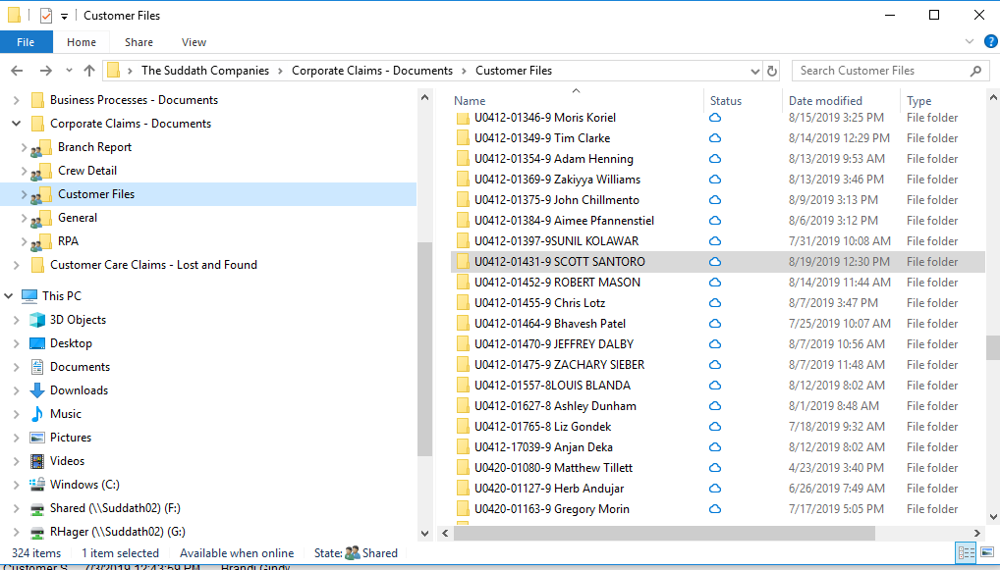 Customer Files
File Home Share View
The Suddath Companies Corporate Claims - Documents Customer Files Search Customer Files
Business Processes - Documents
Corporate Claims - Documents
Branch Report
Crew Detail
Customer Files
General
RPA
Customer Care Claims - Lost and Found
This PC
3D Objects
Desktop
Documents
Downloads
Music
Pictures
Videos
Windows (C:)
Shared (\\Suddath02) (F:)
RHager (\\Suddath02) (G:)
Name Status Date modified Type
U0412-01346-9 Moris Koriel 8/15/2019 3:25 PM File folder
U0412-01349-9 Tim Clarke 8/14/2019 12:29 PM File folder
U0412-01354-9 Adam Henning 8/13/2019 9:53 AM File folder
U0412-01369-9 Zakiyya Williams 8/13/2019 3:46 PM File folder
U0412-01375-9 John Chillmento 8/9/2019 3:13 PM File folder
U0412-01384-9 Aimee Pfannenstiel 8/6/2019 3:12 PM File folder
U0412-01397-9SUNIL KOLAWAR 7/31/2019 10:08 AM File folder
U0412-01431-9 SCOTT SANTORO 8/19/2019 12:30 PM File folder
U0412-01452-9 ROBERT MASON 8/14/2019 11:44 AM File folder
U0412-01455-9 Chris Lotz 8/7/2019 3:47 PM File folder
U0412-01464-9 Bhavesh Patel 7/25/2019 10:07 AM File folder
U0412-01470-9 JEFFREY DALBY 8/7/2019 10:56 AM File folder
U0412-01475-9 ZACHARY SIEBER 8/7/2019 11:48 AM File folder
U0412-01557-8LOUIS BLANDA 8/12/2019 8:02 AM File folder
U0412-01627-8 Ashley Dunham 8/1/2019 8:48 AM File folder
U0412-01765-8 Liz Gondek 7/18/2019 9:32 AM File folder
U0412-17039-9 Anjan Deka 8/12/2019 8:02 AM File folder
U0420-01080-9 Matthew Tillett 4/23/2019 3:40 PM File folder
U0420-01127-9 Herb Andujar 6/26/2019 7:49 AM File folder
U0420-01163-9 Gregory Morin 7/17/2019 5:05 PM File folder
324 items 1 item selected Available when online State: Shared
Customer S 7/3/2019 12:43:59 PM Brandi Gindy